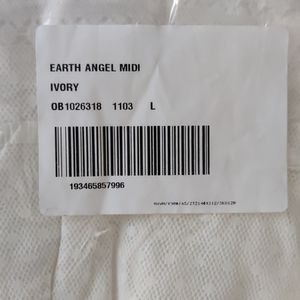 EARTH ANGEL MIDI
IVORY
OB1026318 1103 L
193465857996